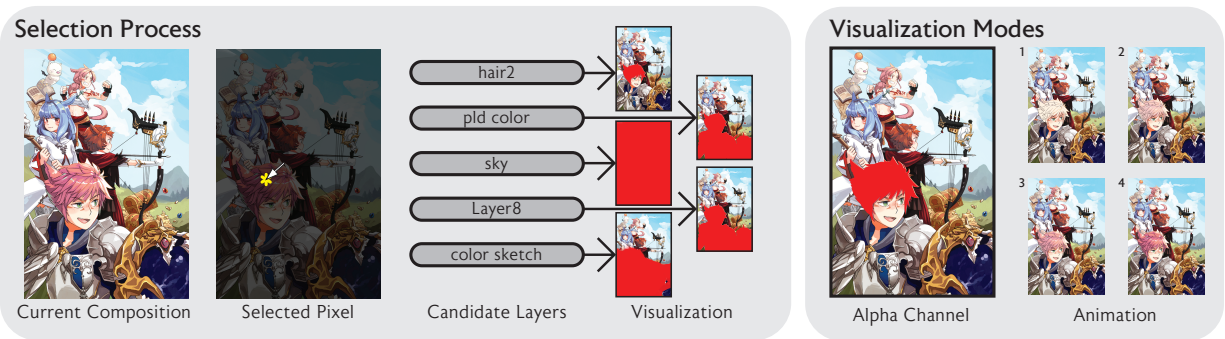 Selection Process
Current Composition
Selected Pixel
hair2
pld color
sky
Layer8
color sketch
Candidate Layers
Visualization
Visualization Modes
Alpha Channel
1
2
3
4
Animation